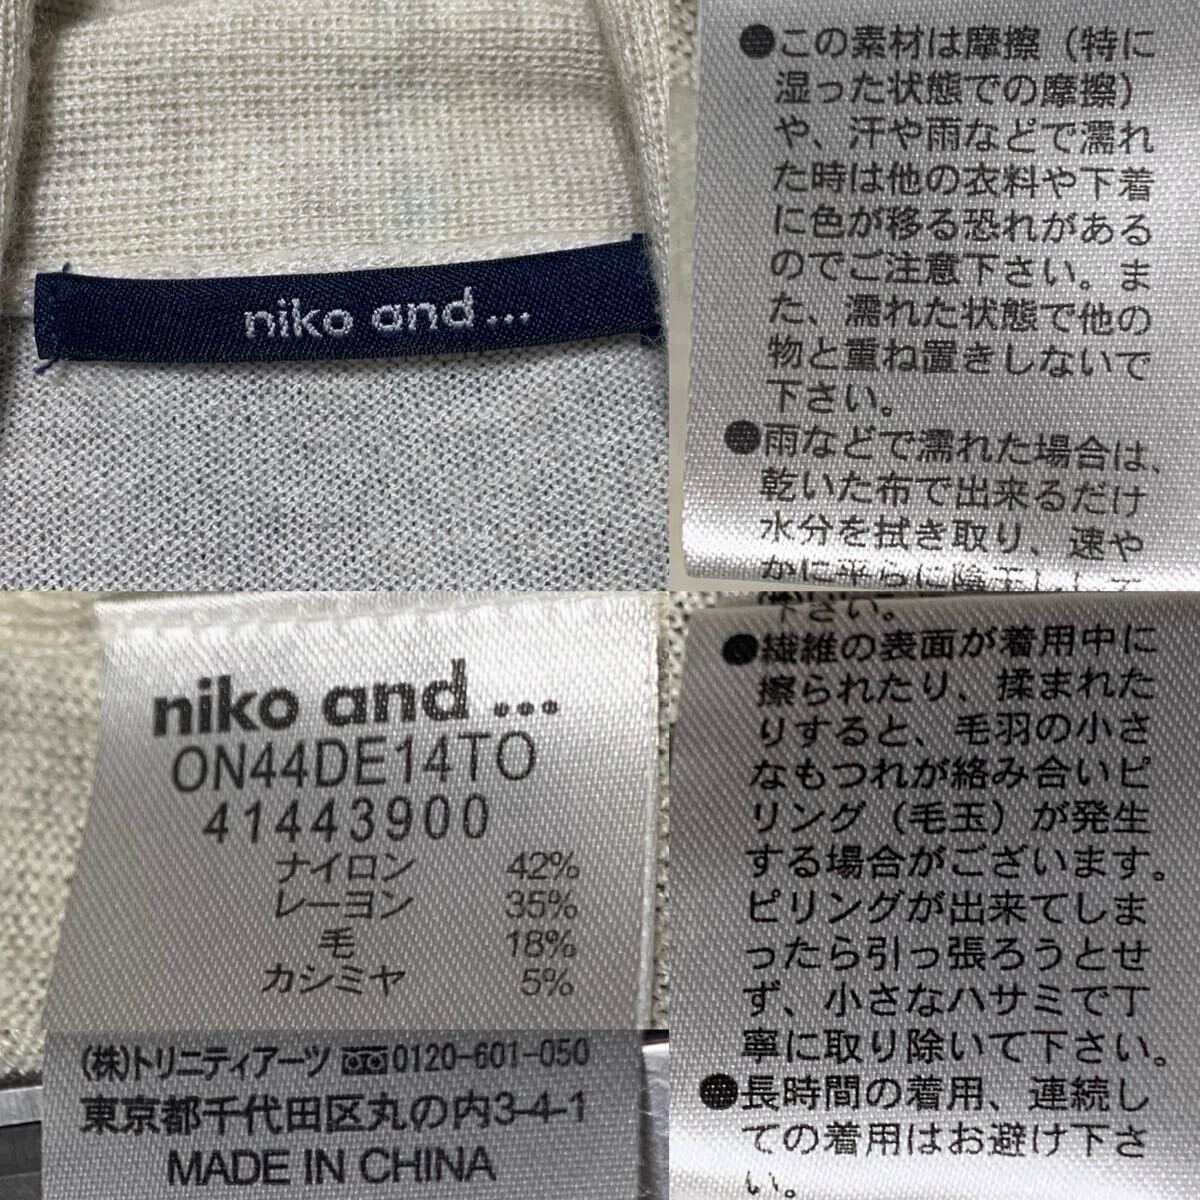 niko and...
●この素材は摩擦（特に
湿った状態での摩擦）
や、汗や雨などで濡れ
た時は他の衣料や下着
に色が移る恐れがある
のでご注意下さい。ま
た、濡れた状態で他の
物と重ね置きしないで
下さい。
●雨などで濡れた場合は、
乾いた布で出来るだけ
水分を拭き取り、速や
かに平らに陰干しして
下さい。
niko and...
ON44DE14TO
41443900
ナイロン 42%
レーヨン 35%
毛 18%
カシミヤ 5%
(株)トリニティアーツ 0120-601-050
東京都千代田区丸の内3-4-1
MADE IN CHINA
●繊維の表面が着用中に
擦られたり、揉まれた
りすると、毛羽の小さ
なもつれが絡み合いピ
リング（毛玉）が発生
する場合がございます。
ピリングが出来てしま
ったら引っ張ろうとせ
ず、小さなハサミで丁
寧に取り除いて下さい。
●長時間の着用、連続し
ての着用はお避け下さ
い。